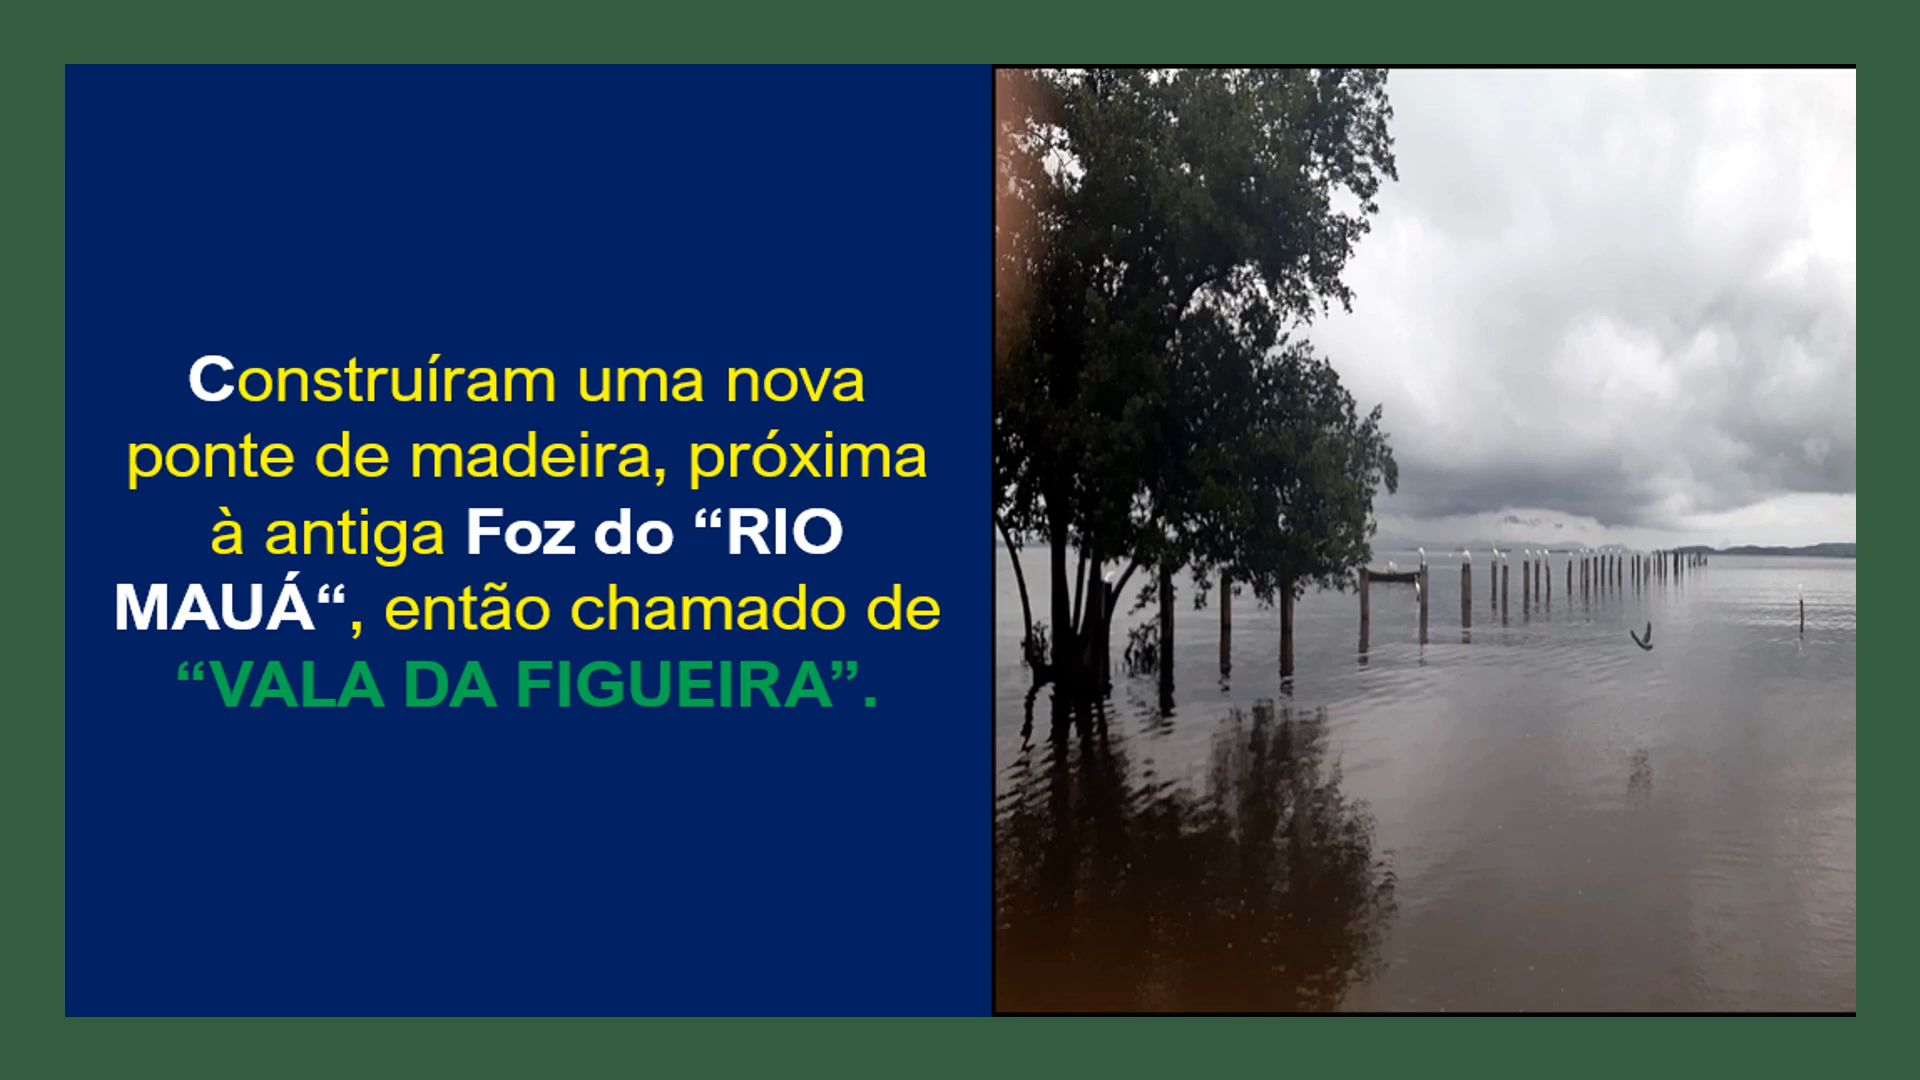 Construíram uma nova
ponte de madeira, próxima
à antiga Foz do “RIO
MAUÁ“, então chamado de
“VALA DA FIGUEIRA”.